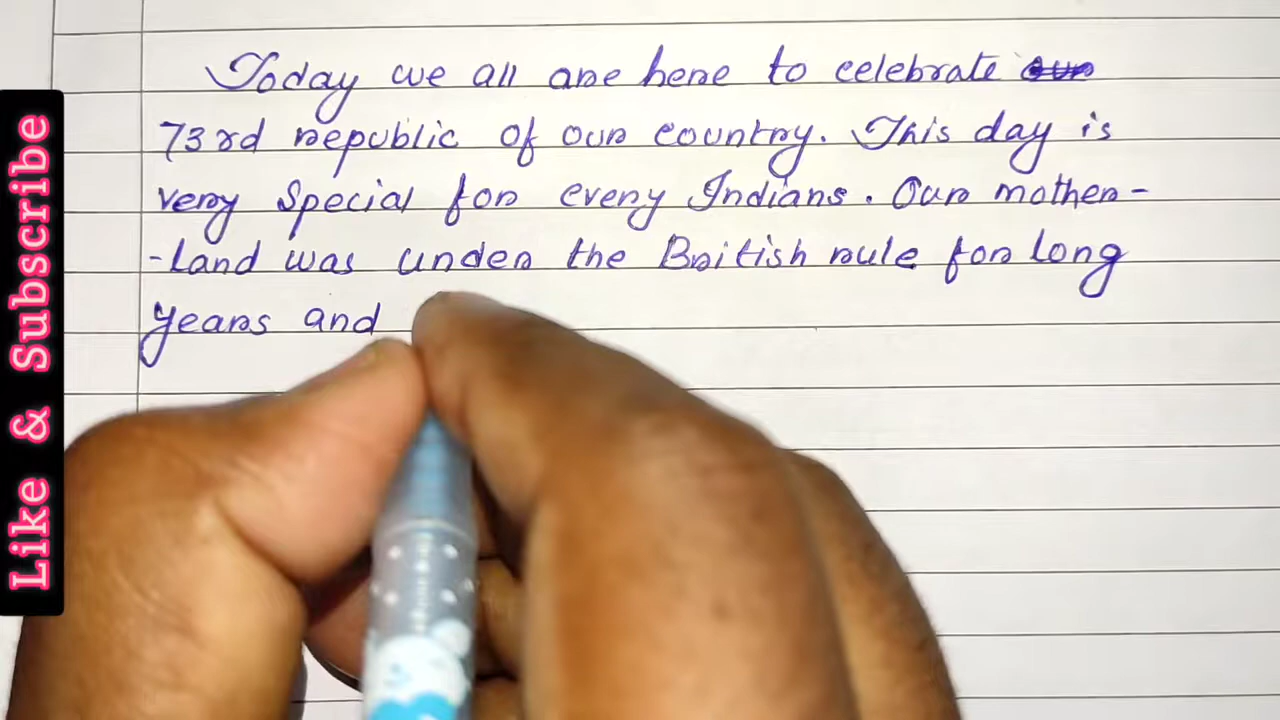 Today we all are here to celebrate
73rd republic of our country. This day is
very Special for every Indians. Our mother-
-land was under the British rule for long
years and
Like & Subscribe